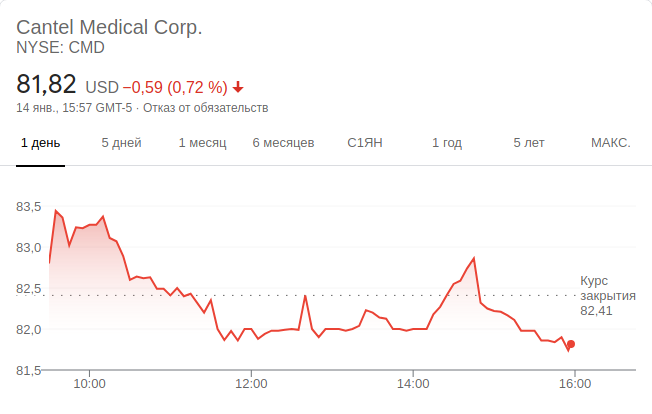 Cantel Medical Corp.
NYSE: CMD
81,82 USD −0,59 (0,72 %)
14 янв., 15:57 GMT-5 · Отказ от обязательств
1 день 5 дней 1 месяц 6 месяцев С1ЯН 1 год 5 лет МАКС.
83,5
83,0
82,5
82,0
81,5
Курс
закрытия
82,41
10:00 12:00 14:00 16:00